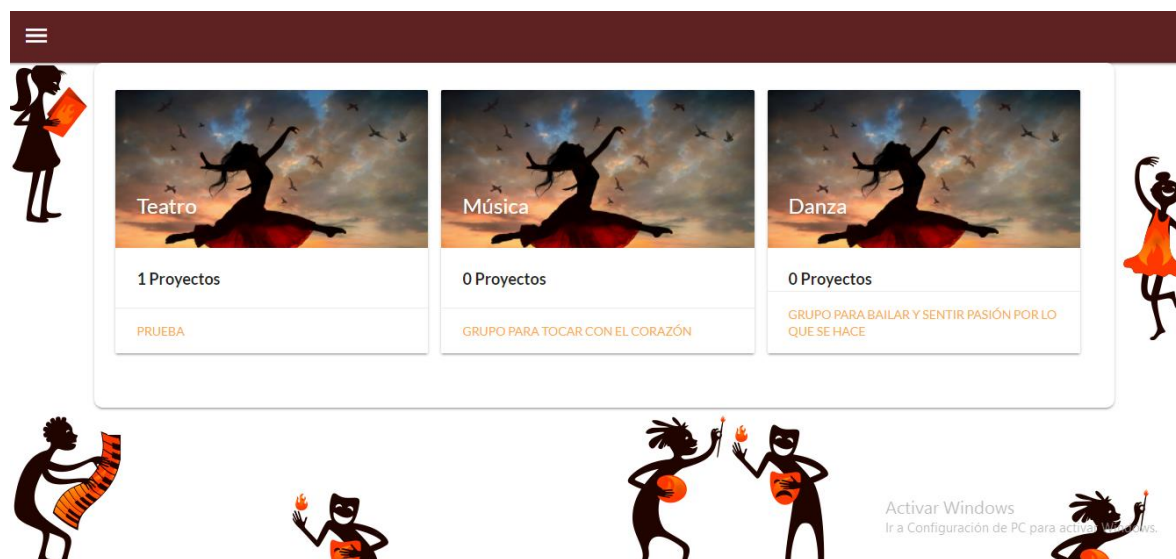 Teatro
Música
Danza
1 Proyectos
0 Proyectos
0 Proyectos
PRUEBA
GRUPO PARA TOCAR CON EL CORAZÓN
GRUPO PARA BAILAR Y SENTIR PASIÓN POR LO
QUE SE HACE
Activar Windows
Ir a Configuración de PC para activar Windows.